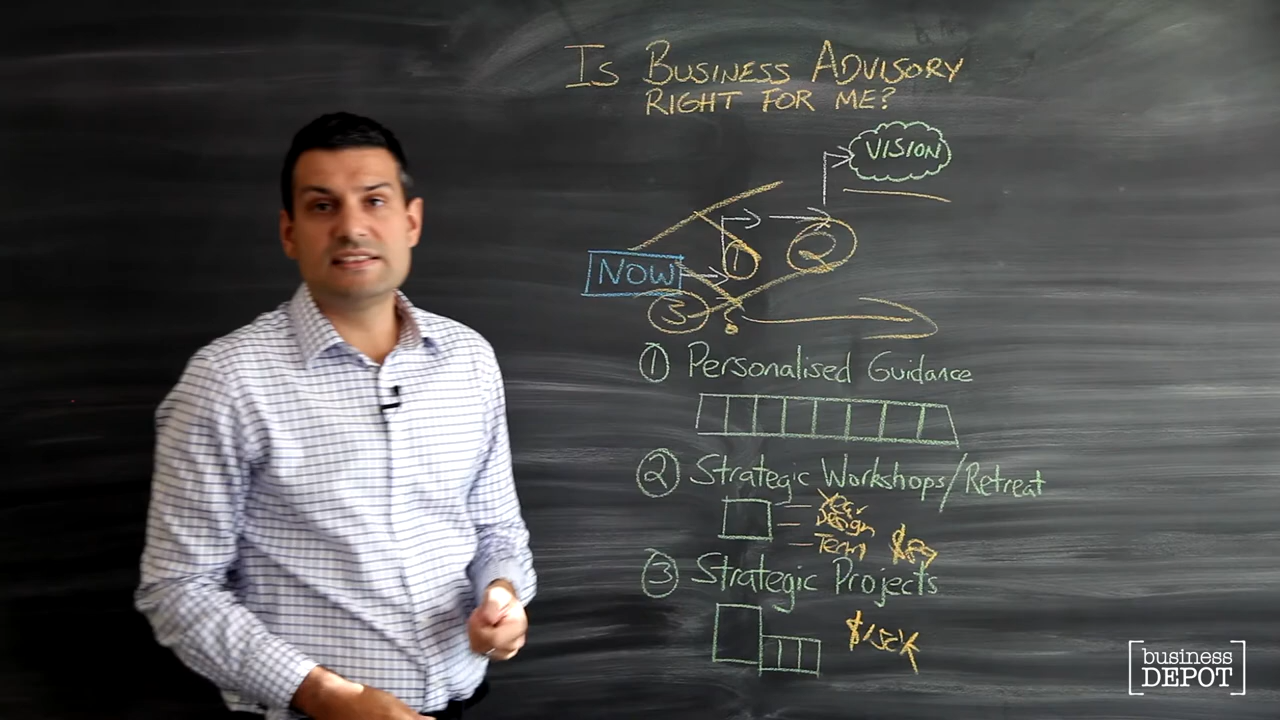 IS BUSINESS ADVISORY
RIGHT FOR ME?
VISION
NOW
1
2
3
① Personalised Guidance
② Strategic Workshops/Retreat
Year
Design
Team
③ Strategic Projects
business
DEPOT